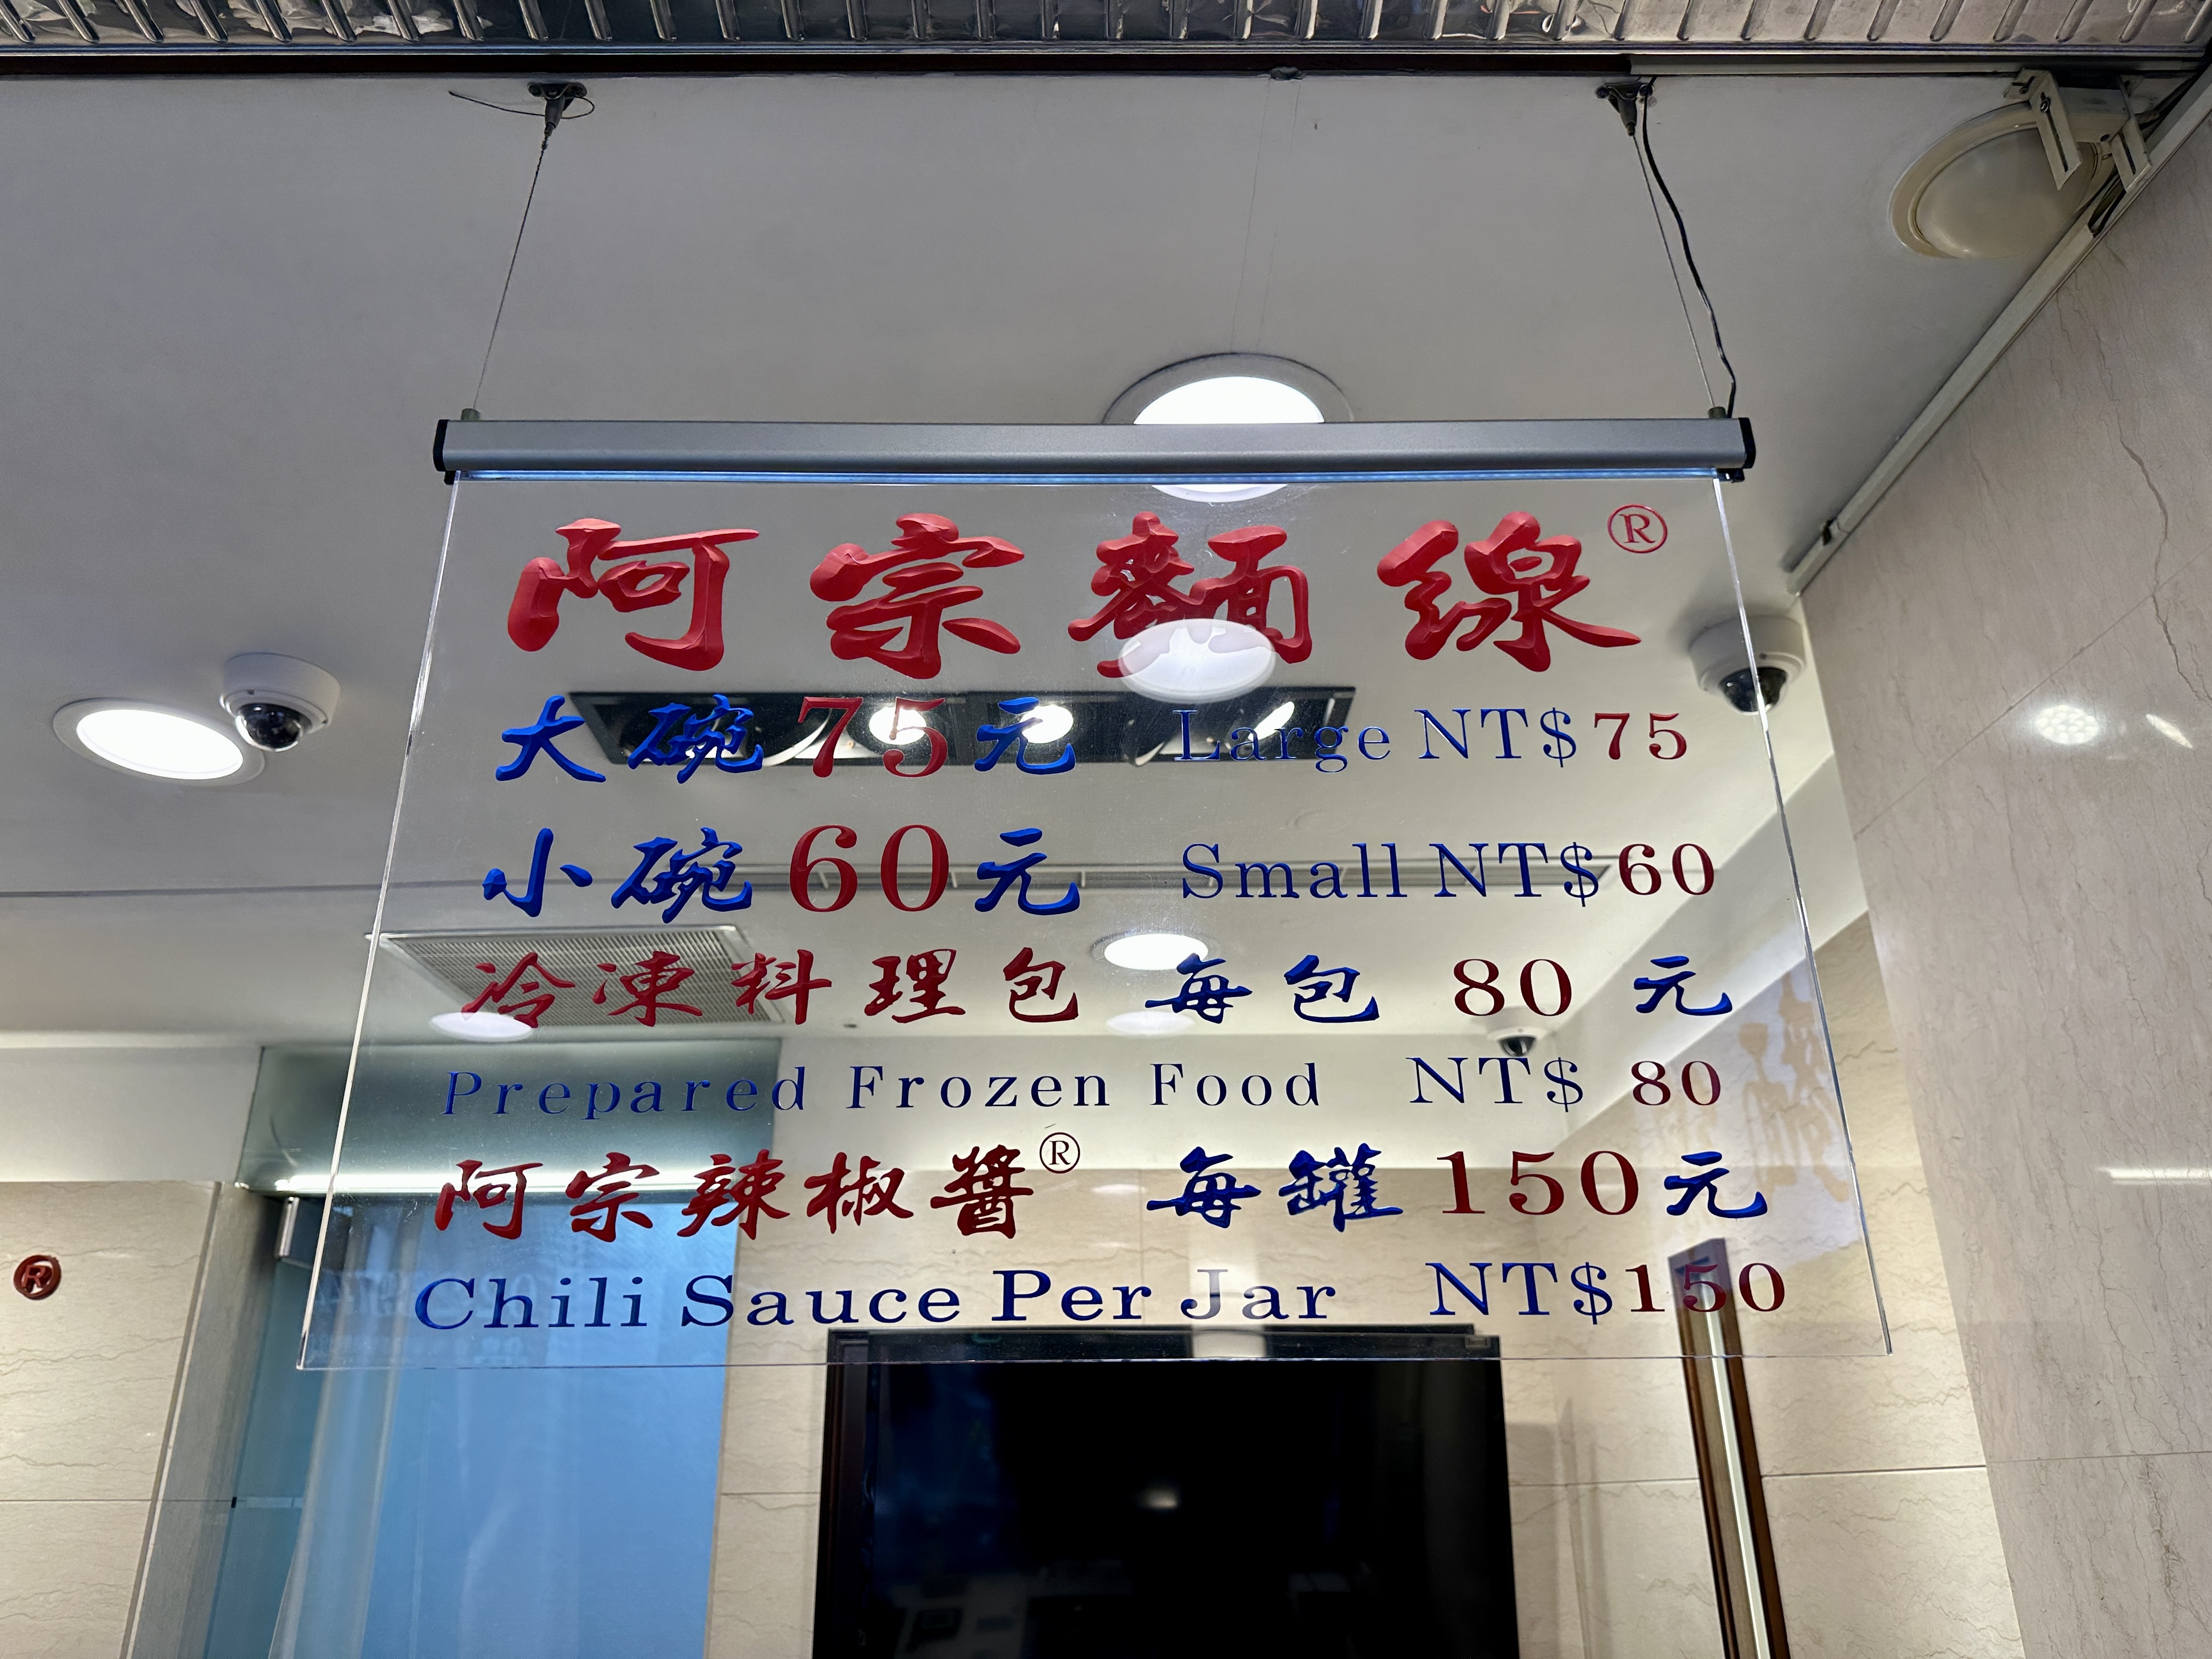 阿宗麵線®
大碗75元 Large NT$75
小碗60元 Small NT$60
冷凍料理包 每包 80 元
Prepared Frozen Food NT$ 80
阿宗辣椒醬® 每罐150元
Chili Sauce Per Jar NT$150
®